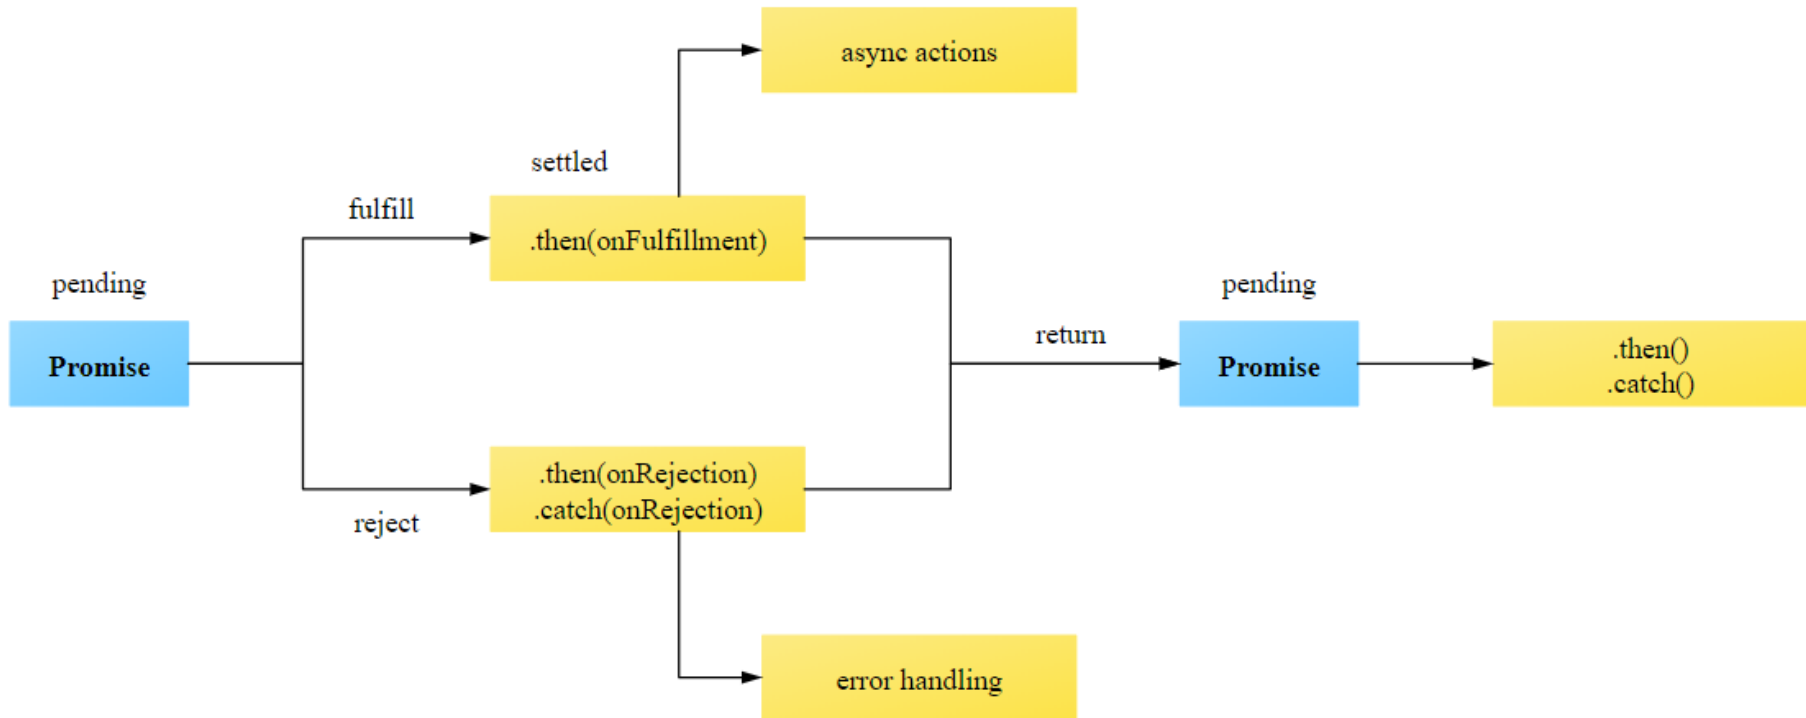 async actions
settled
fulfill
.then(onFulfillment)
pending
Promise
reject
.then(onRejection)
.catch(onRejection)
error handling
return
pending
Promise
.then()
.catch()